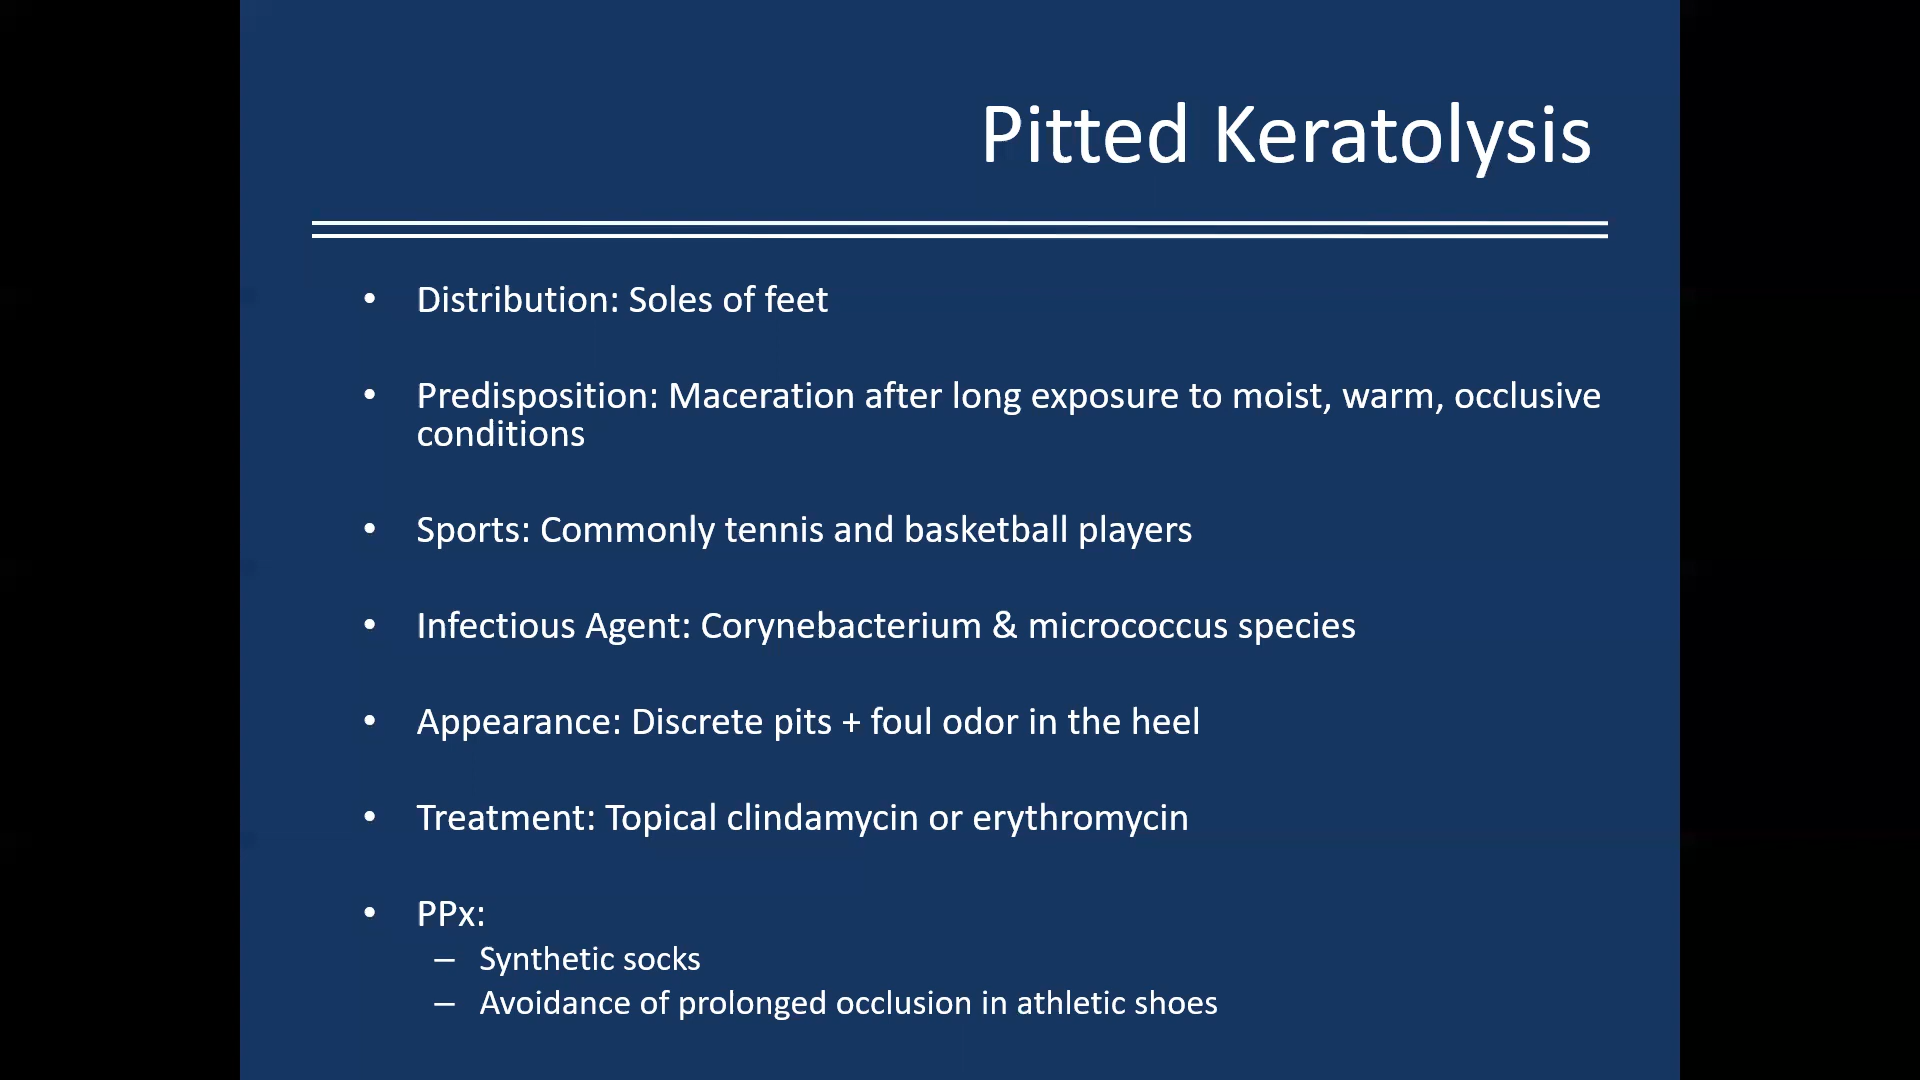 Pitted Keratolysis
• Distribution: Soles of feet
• Predisposition: Maceration after long exposure to moist, warm, occlusive
conditions
• Sports: Commonly tennis and basketball players
• Infectious Agent: Corynebacterium & micrococcus species
• Appearance: Discrete pits + foul odor in the heel
• Treatment: Topical clindamycin or erythromycin
• PPx:
– Synthetic socks
– Avoidance of prolonged occlusion in athletic shoes